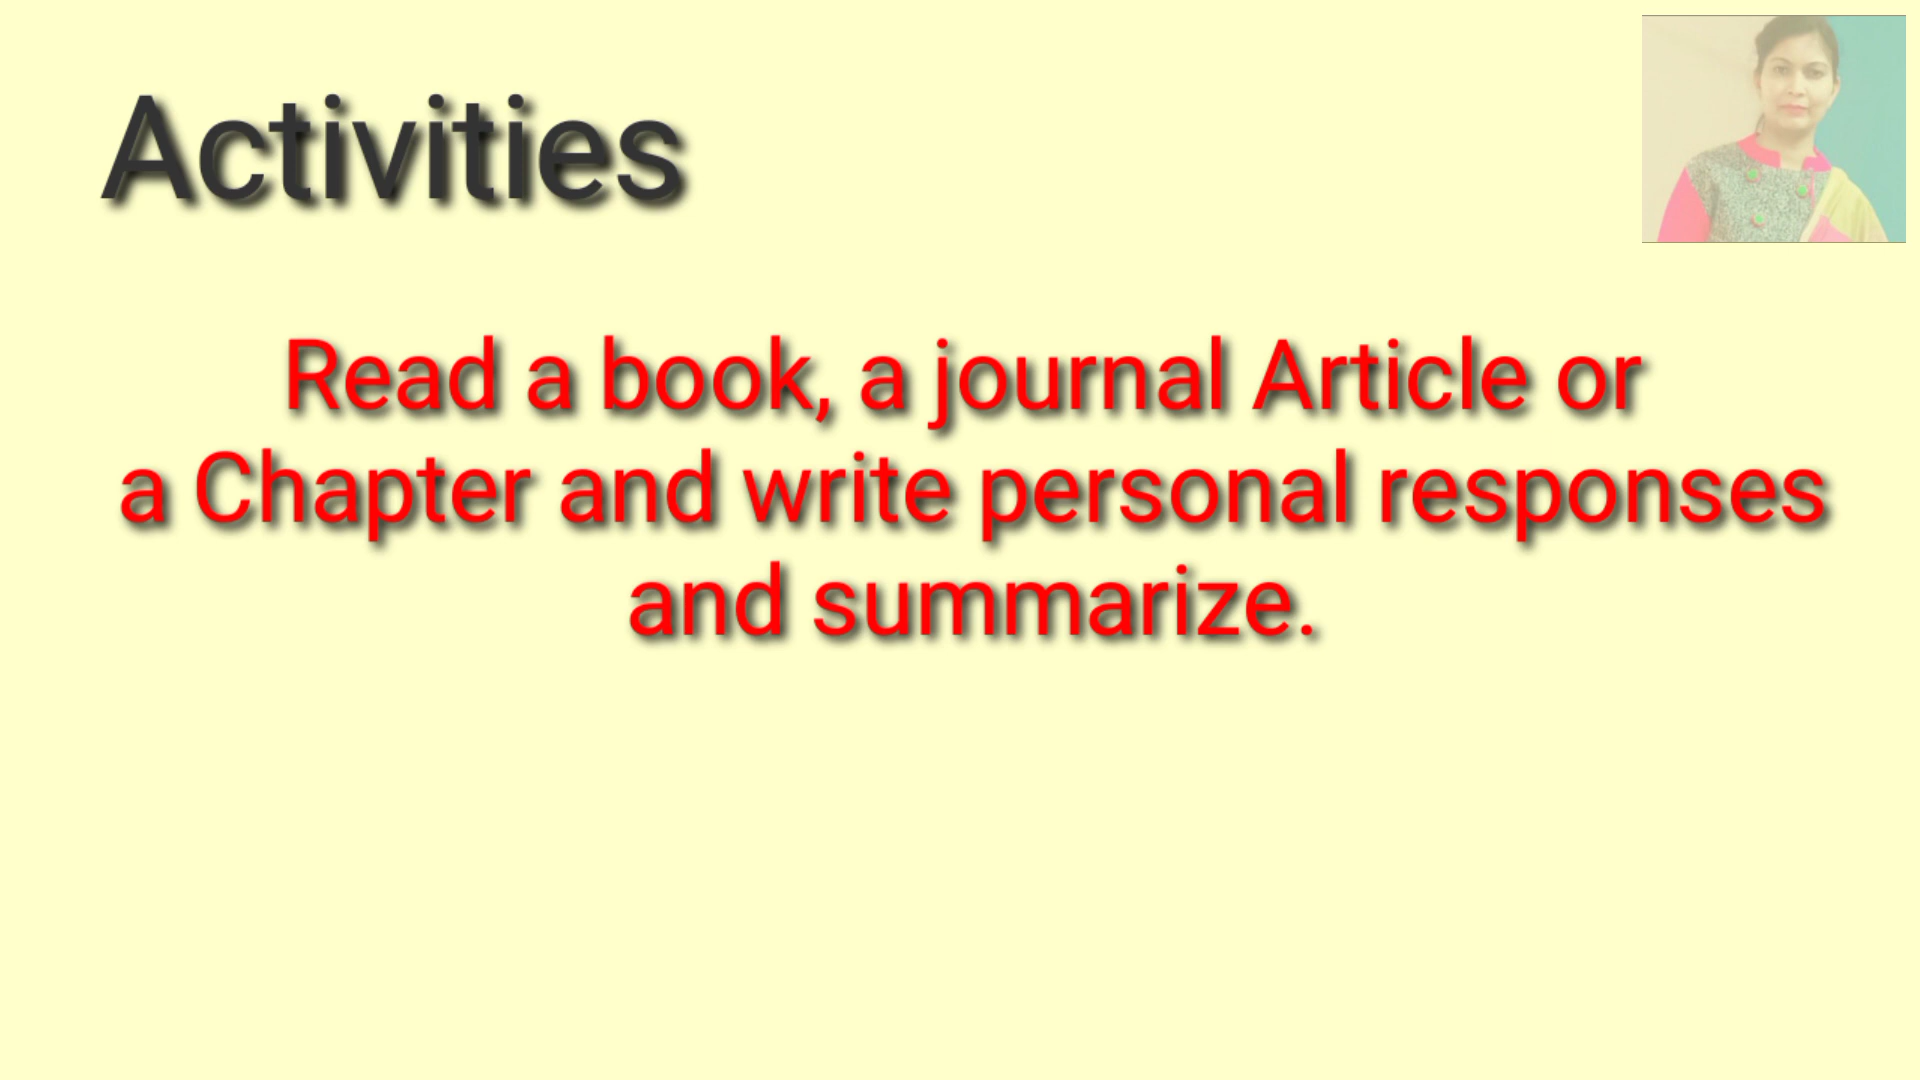 Activities
Read a book, a journal Article or
a Chapter and write personal responses
and summarize.